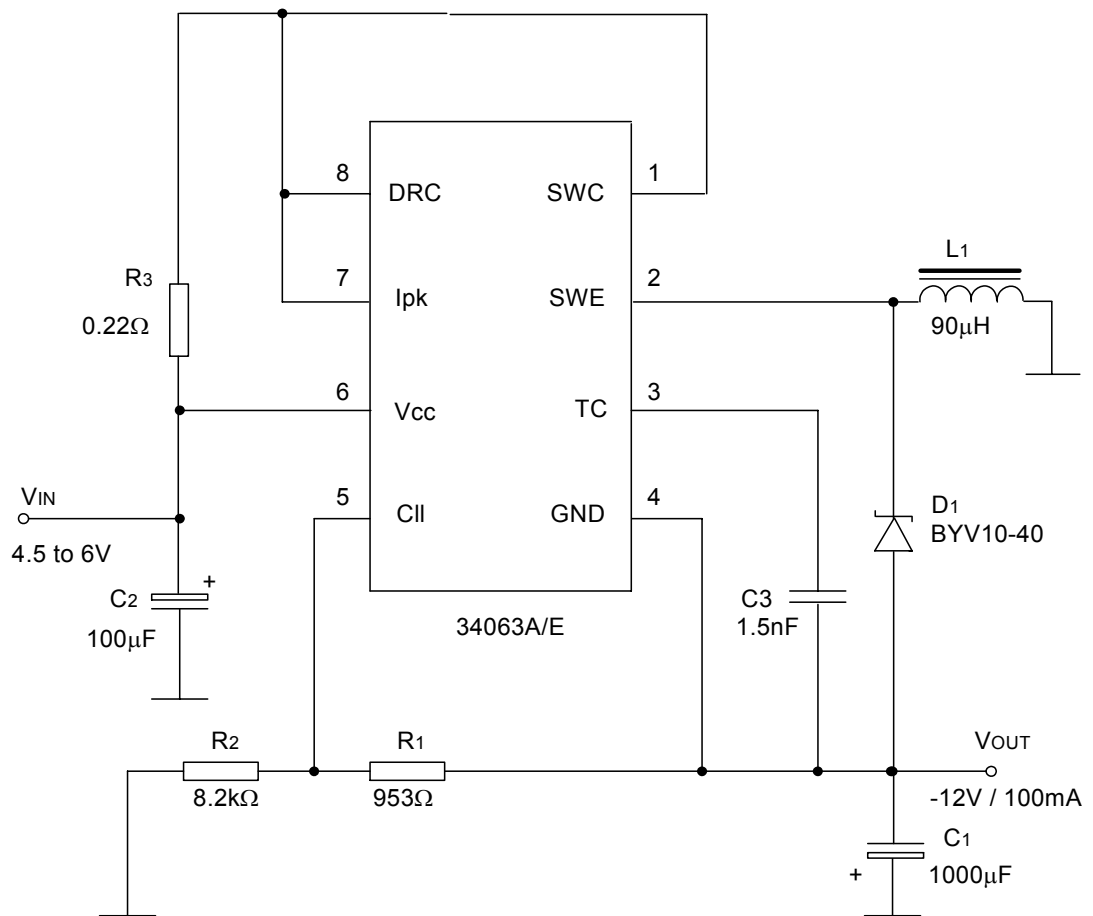 8
DRC
SWC
1
R3
0.22Ω
7
Ipk
SWE
2
L1
90μH
6
Vcc
TC
3
VIN
4.5 to 6V
5
Cll
GND
4
D1
BYV10-40
C2
+
100μF
34063A/E
C3
1.5nF
R2
8.2kΩ
R1
953Ω
VOUT
-12V / 100mA
C1
+
1000μF